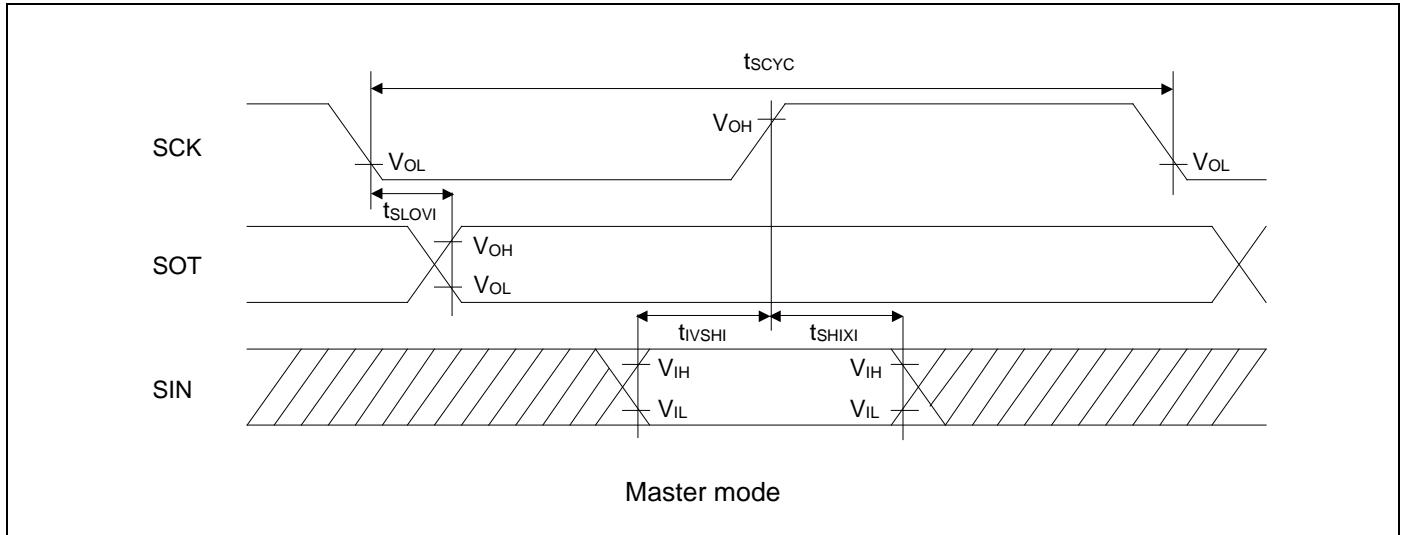 tSCYC
SCK
VOH
VOL
VOL
tSLOVI
SOT
VOH
VOL
tIVSHI
tSHIXI
SIN
VIH
VIH
VIL
VIL
Master mode